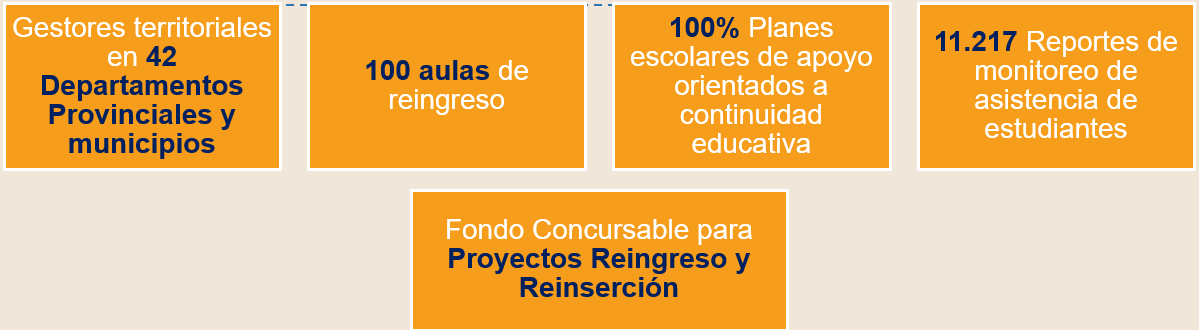 Gestores territoriales
en 42
Departamentos
Provinciales y
municipios
100 aulas de
reingreso
100% Planes
escolares de apoyo
orientados a
continuidad
educativa
11.217 Reportes de
monitoreo de
asistencia de
estudiantes
Fondo Concursable para
Proyectos Reingreso y
Reinserción